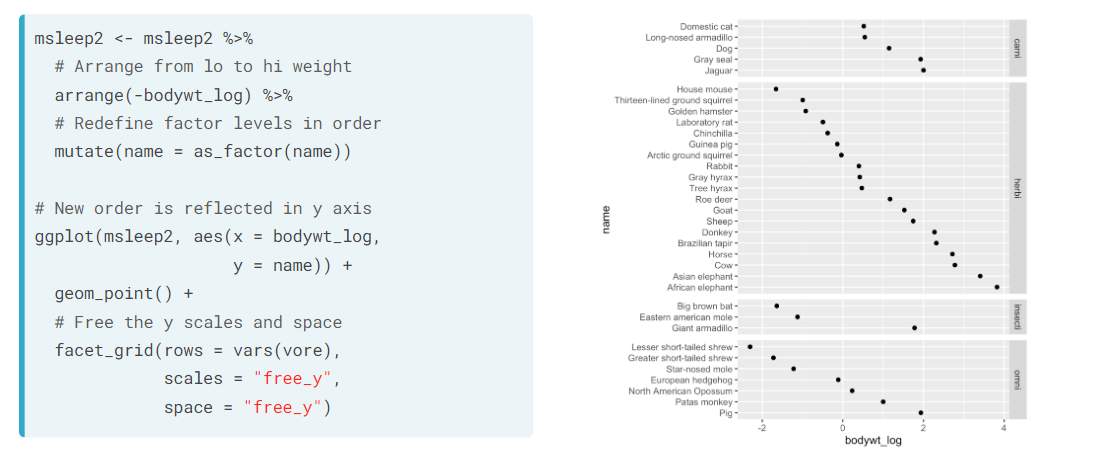 msleep2 <- msleep2 %>%
# Arrange from lo to hi weight
arrange(-bodywt_log) %>%
# Redefine factor levels in order
mutate(name = as_factor(name))
# New order is reflected in y axis
ggplot(msleep2, aes(x = bodywt_log,
y = name)) +
geom_point() +
# Free the y scales and space
facet_grid(rows = vars(vore),
scales = "free_y",
space = "free_y")
name
Domestic cat
Long-nosed armadillo
Dog
Gray seal
Jaguar
carni
House mouse
Thirteen-lined ground squirrel
Golden hamster
Laboratory rat
Chinchilla
Guinea pig
Arctic ground squirrel
Rabbit
Gray hyrax
Tree hyrax
Roe deer
Goat
Sheep
Donkey
Brazilian tapir
Horse
Cow
Asian elephant
African elephant
herbi
Big brown bat
Eastern american mole
Giant armadillo
insecti
Lesser short-tailed shrew
Greater short-tailed shrew
Star-nosed mole
European hedgehog
North American Opossum
Patas monkey
Pig
omni
-2 0 2 4
bodywt_log